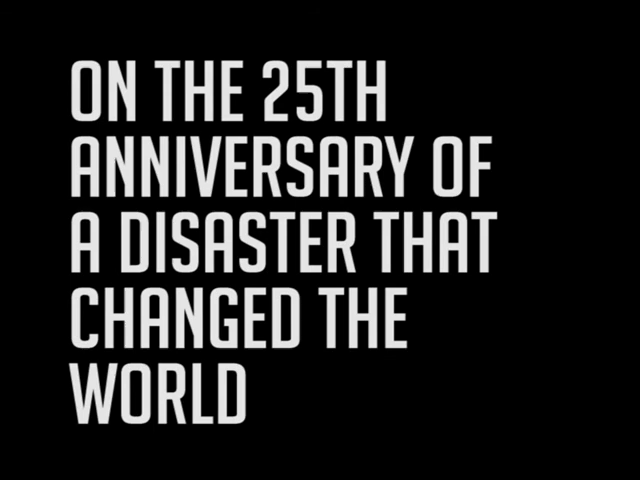 ON THE 25TH
ANNIVERSARY OF
A DISASTER THAT
CHANGED THE
WORLD